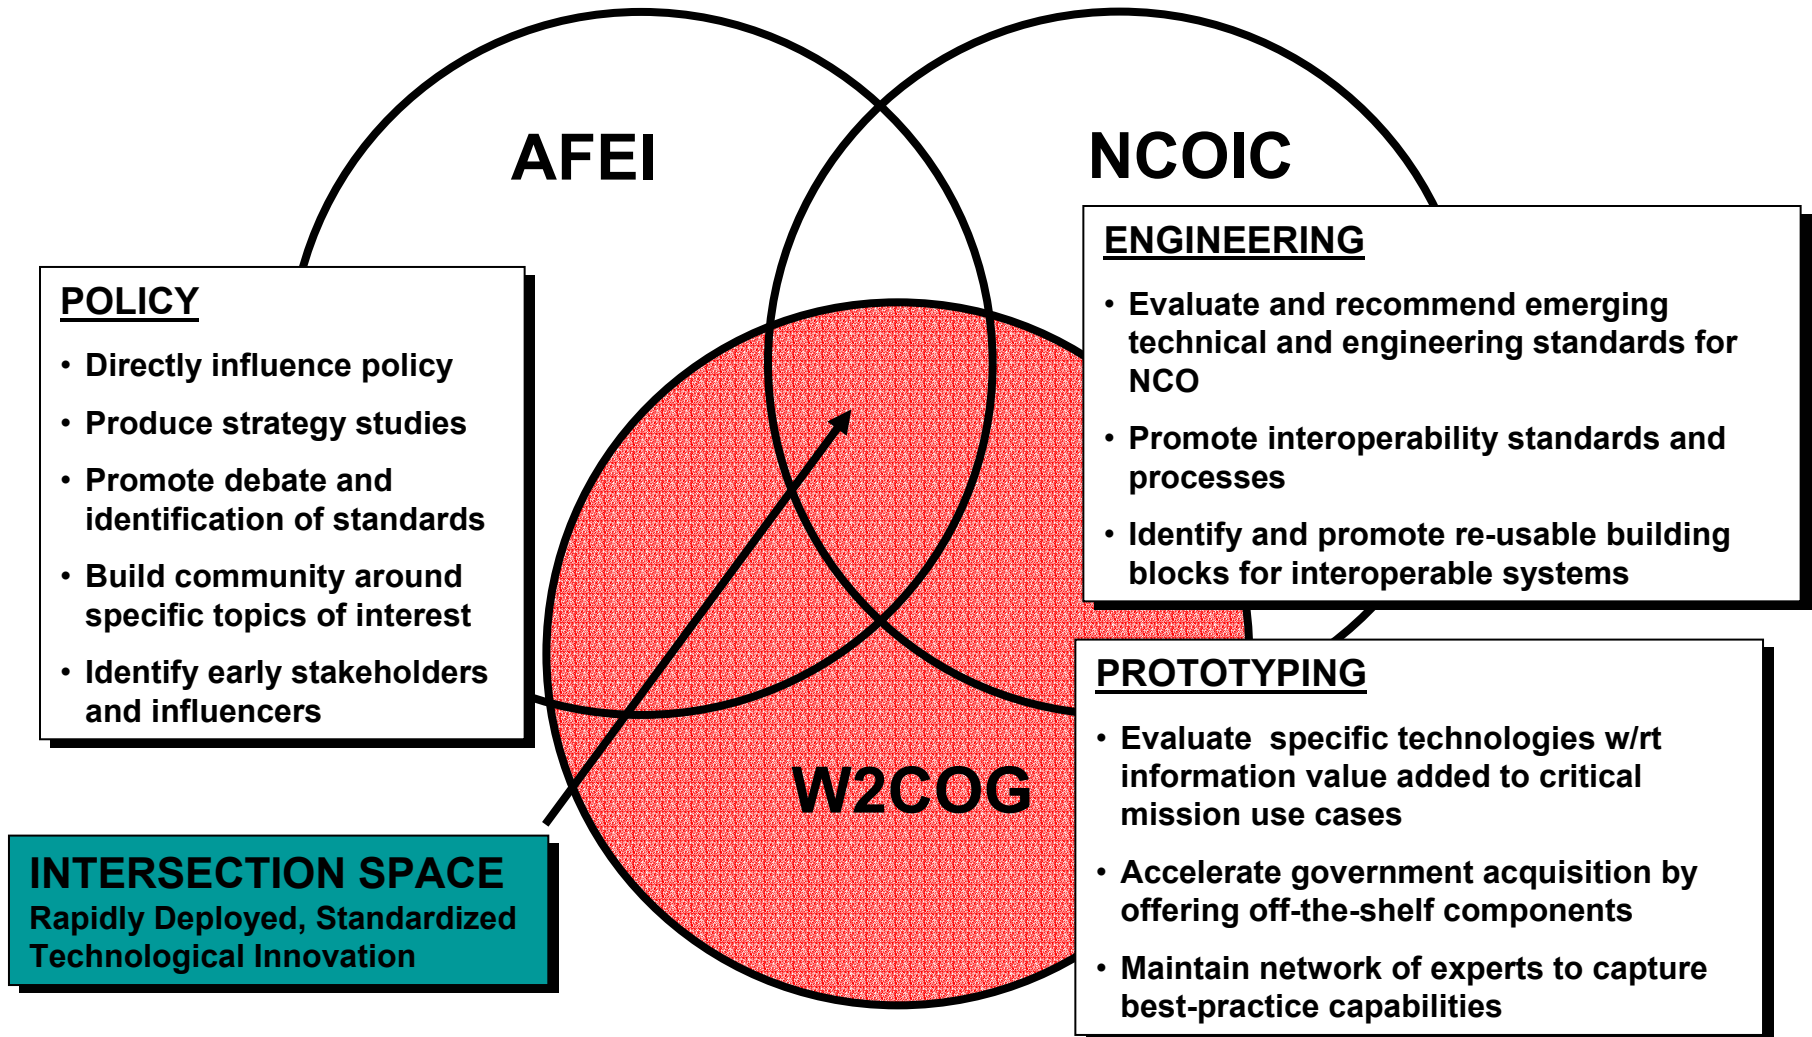 AFEI
NCOIC
POLICY
• Directly influence policy
• Produce strategy studies
• Promote debate and
identification of standards
• Build community around
specific topics of interest
• Identify early stakeholders
and influencers
ENGINEERING
• Evaluate and recommend emerging
technical and engineering standards for
NCO
• Promote interoperability standards and
processes
• Identify and promote re-usable building
blocks for interoperable systems
W2COG
PROTOTYPING
• Evaluate  specific technologies w/rt
information value added to critical
mission use cases
• Accelerate government acquisition by
offering off-the-shelf components
• Maintain network of experts to capture
best-practice capabilities
INTERSECTION SPACE
Rapidly Deployed, Standardized
Technological Innovation